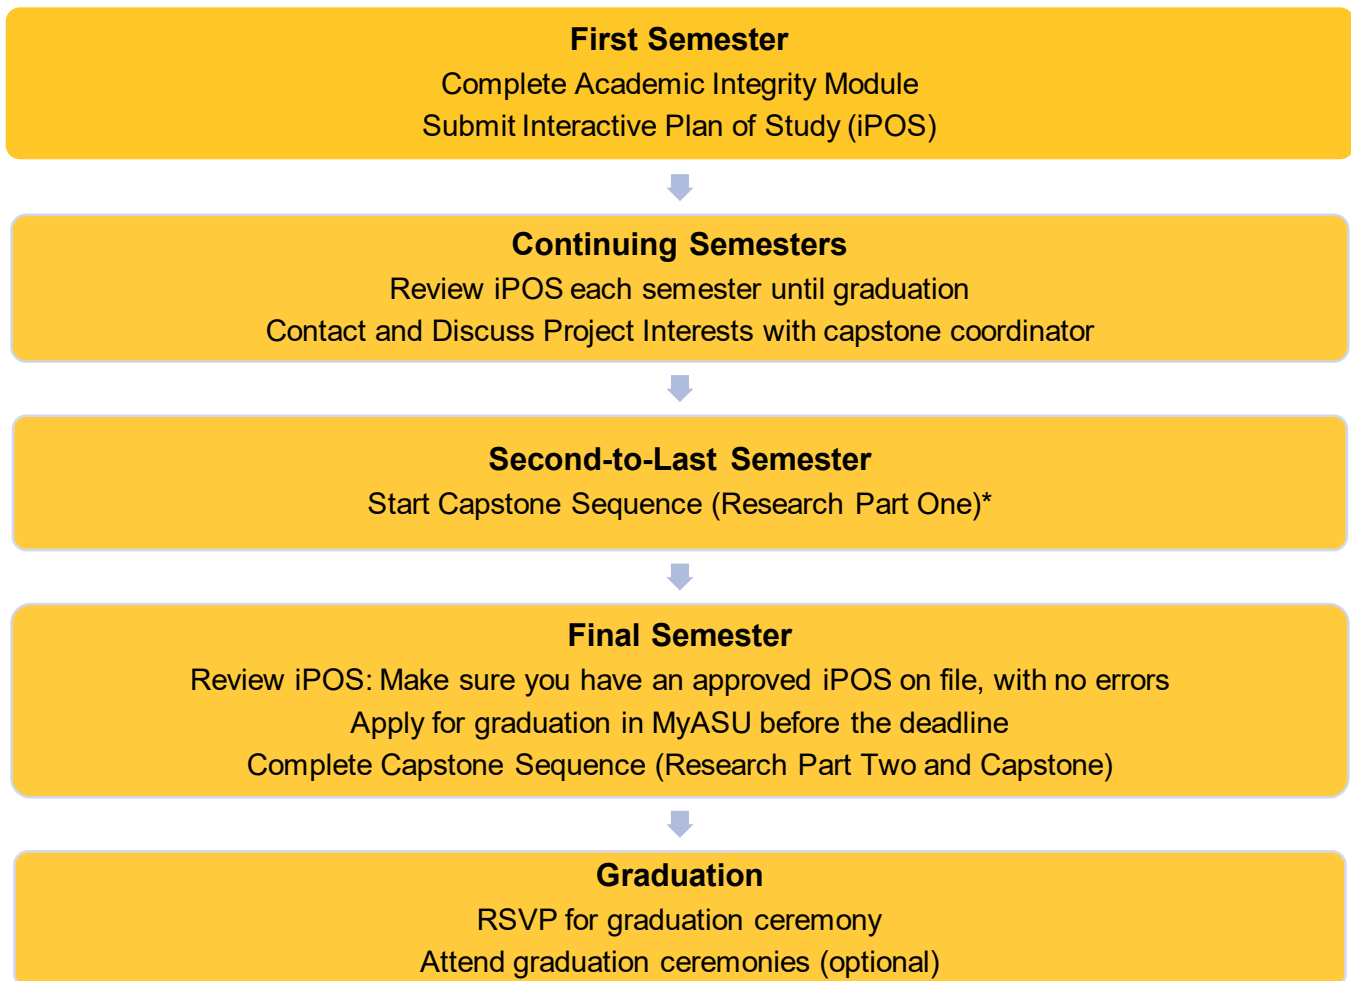 First Semester
Complete Academic Integrity Module
Submit Interactive Plan of Study (iPOS)
Continuing Semesters
Review iPOS each semester until graduation
Contact and Discuss Project Interests with capstone coordinator
Second-to-Last Semester
Start Capstone Sequence (Research Part One)*
Final Semester
Review iPOS: Make sure you have an approved iPOS on file, with no errors
Apply for graduation in MyASU before the deadline
Complete Capstone Sequence (Research Part Two and Capstone)
Graduation
RSVP for graduation ceremony
Attend graduation ceremonies (optional)